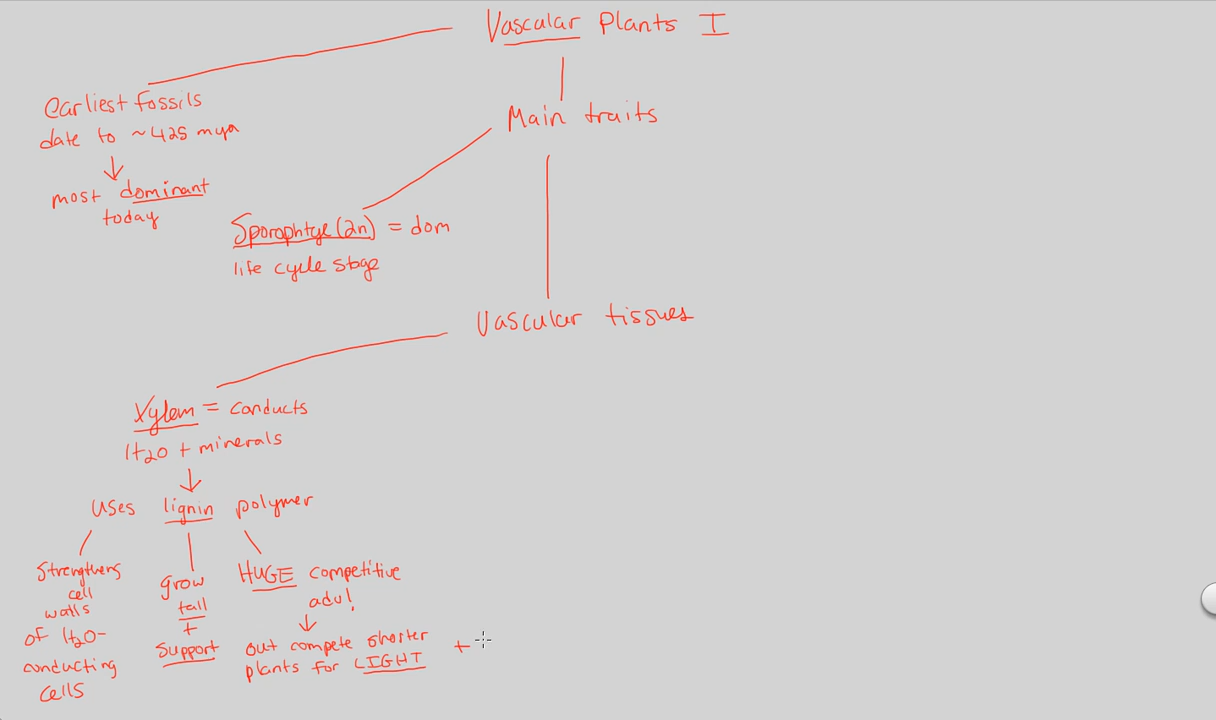 Vascular Plants I
earliest fossils
date to ~425 mya
↓
most dominant
today
Main traits
Sporophtye (2n) = dom
life cycle stage
Vascular tissues
Xylem = conducts
H2O + minerals
↓
uses lignin polymer
Strengthens
cell
walls
of H2O-
conducting
cells
grow
tall
+
support
HUGE competitive
adv!
↓
out compete shorter
plants for LIGHT +